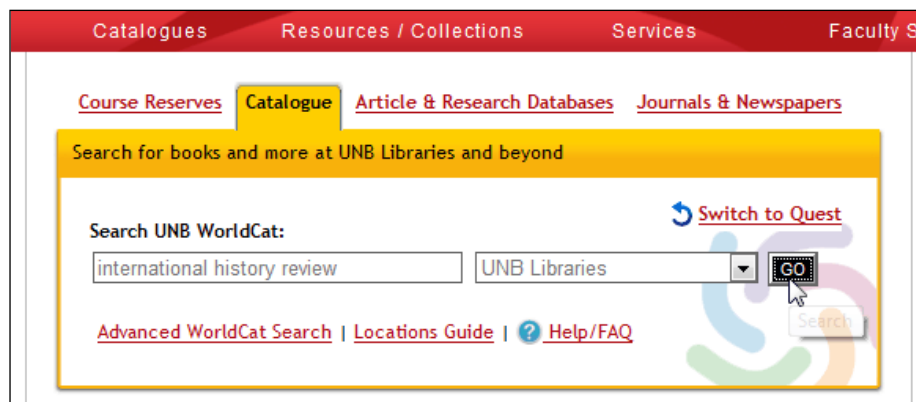 Catalogues Resources / Collections Services Faculty S
Course Reserves Catalogue Article & Research Databases Journals & Newspapers
Search for books and more at UNB Libraries and beyond
Switch to Quest
Search UNB WorldCat:
international history review UNB Libraries GO
Search
Advanced WorldCat Search | Locations Guide | ? Help/FAQ